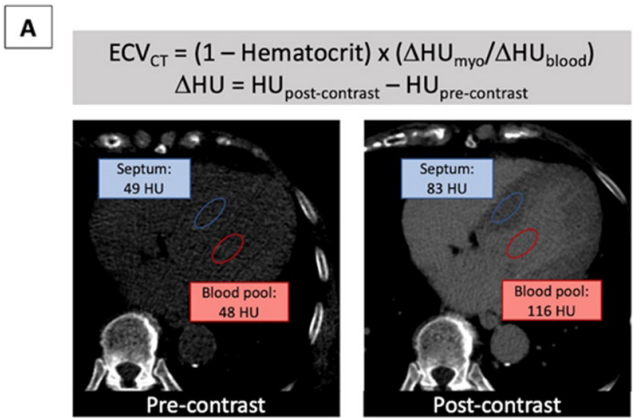 A
ECV_CT = (1 – Hematocrit) x (ΔHU_myo/ΔHU_blood)
ΔHU = HU_post-contrast – HU_pre-contrast
Septum:
49 HU
Blood pool:
48 HU
Pre-contrast
Septum:
83 HU
Blood pool:
116 HU
Post-contrast